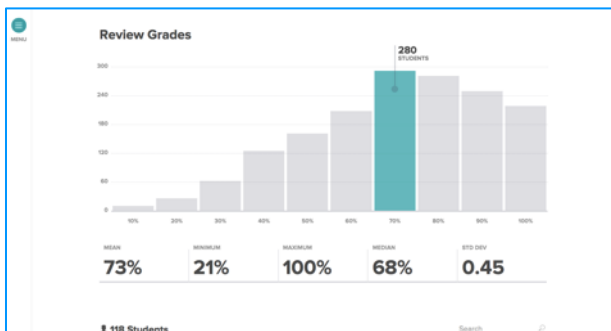 MENU
Review Grades
280
STUDENTS
300
240
180
120
60
0
10% 20% 30% 40% 50% 60% 70% 80% 90% 100%
MEAN MINIMUM MAXIMUM MEDIAN STD DEV
73% 21% 100% 68% 0.45
118 Students Search